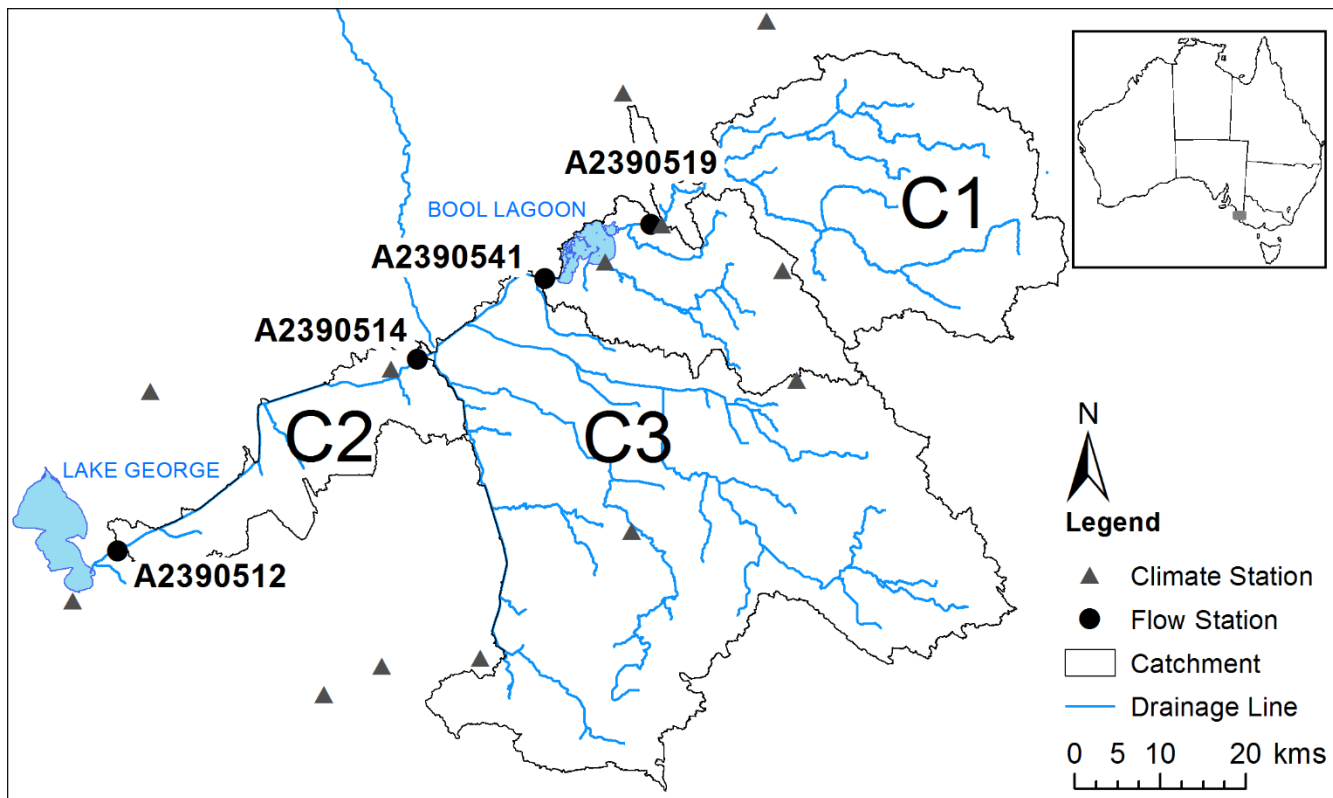 A2390519
C1
BOOL LAGOON
A2390541
A2390514
C2
C3
LAKE GEORGE
A2390512
N
Legend
Climate Station
Flow Station
Catchment
Drainage Line
0 5 10 20 kms